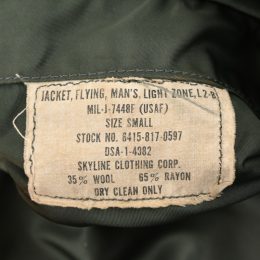 JACKET, FLYING, MAN'S, LIGHT ZONE, L2-B
MIL-J-7448F (USAF)
SIZE SMALL
STOCK NO. 8415-817-0597
DSA-1-4382
SKYLINE CLOTHING CORP.
35% WOOL 65% RAYON
DRY CLEAN ONLY